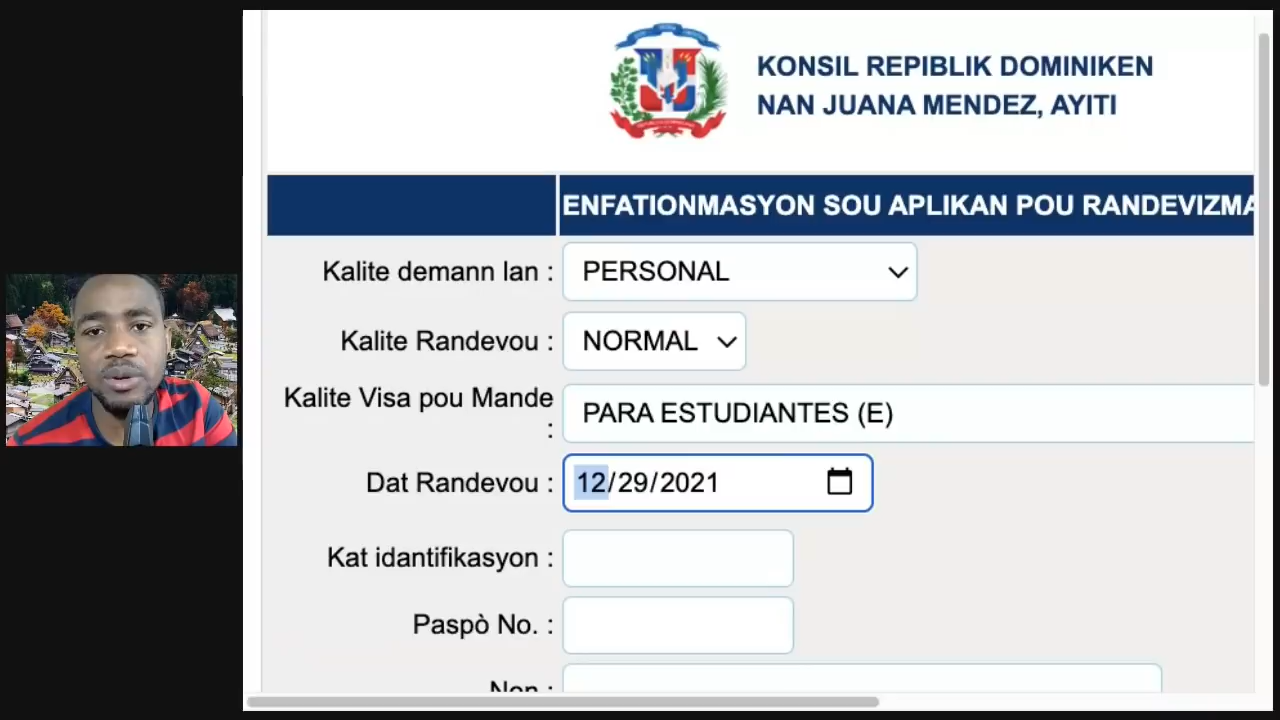 KONSIL REPIBLIK DOMINIKEN
NAN JUANA MENDEZ, AYITI
ENFATIONMASYON SOU APLIKAN POU RANDEVIZMA
Kalite demann lan : PERSONAL
Kalite Randevou : NORMAL
Kalite Visa pou Mande : PARA ESTUDIANTES (E)
Dat Randevou : 12/29/2021
Kat idantifikasyon :
Paspò No. :